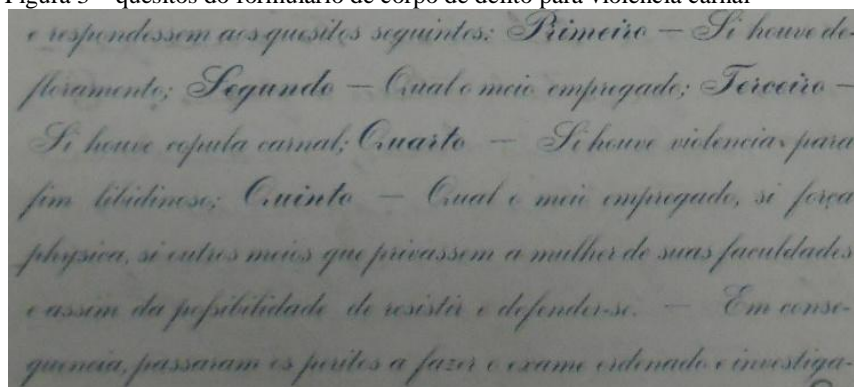 Figura 3 – quesitos do formulário de corpo de delito para violência carnal
e respondessem aos quesitos seguintes: Primeiro — Si houve de-
floramento; Segundo — Qual o meio empregado; Terceiro —
Si houve copula carnal; Quarto — Si houve violencia para
fim libidinoso; Quinto — Qual o meio empregado, si força
physica, si outros meios que privassem a mulher de suas faculdades
e assim da possibilidade de resistir e defender-se. — Em conse-
quencia, passaram os peritos a fazer o exame ordenado e investiga-